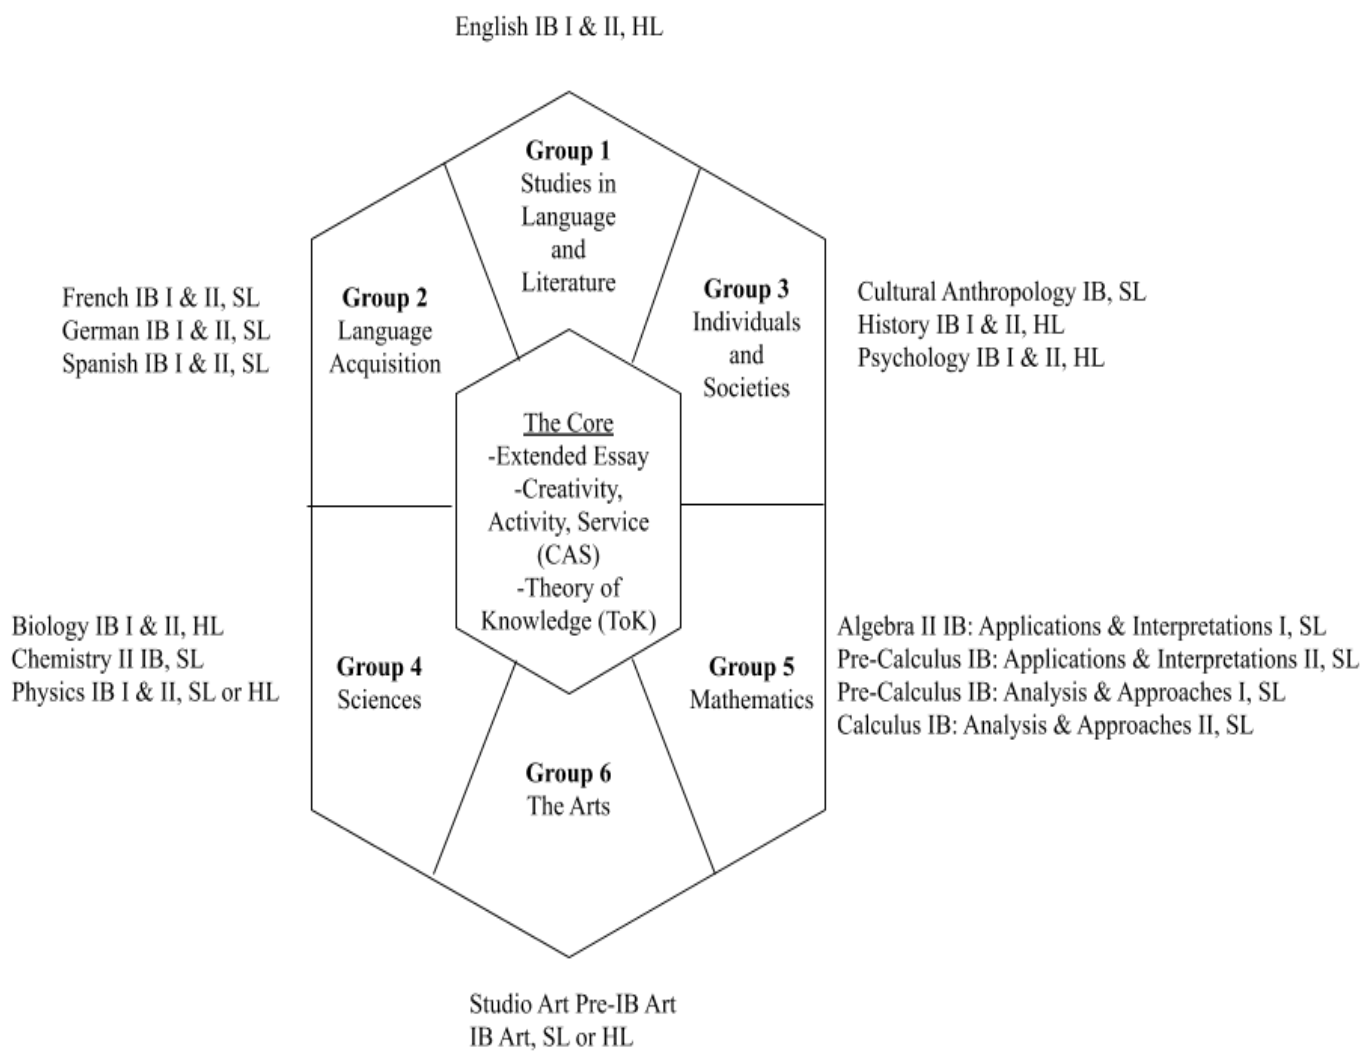 English IB I & II, HL
Group 1
Studies in
Language
and
Literature
French IB I & II, SL
German IB I & II, SL
Spanish IB I & II, SL
Group 2
Language
Acquisition
Group 3
Individuals
and
Societies
Cultural Anthropology IB, SL
History IB I & II, HL
Psychology IB I & II, HL
The Core
-Extended Essay
-Creativity,
Activity, Service
(CAS)
-Theory of
Knowledge (ToK)
Biology IB I & II, HL
Chemistry II IB, SL
Physics IB I & II, SL or HL
Group 4
Sciences
Group 5
Mathematics
Algebra II IB: Applications & Interpretations I, SL
Pre-Calculus IB: Applications & Interpretations II, SL
Pre-Calculus IB: Analysis & Approaches I, SL
Calculus IB: Analysis & Approaches II, SL
Group 6
The Arts
Studio Art Pre-IB Art
IB Art, SL or HL